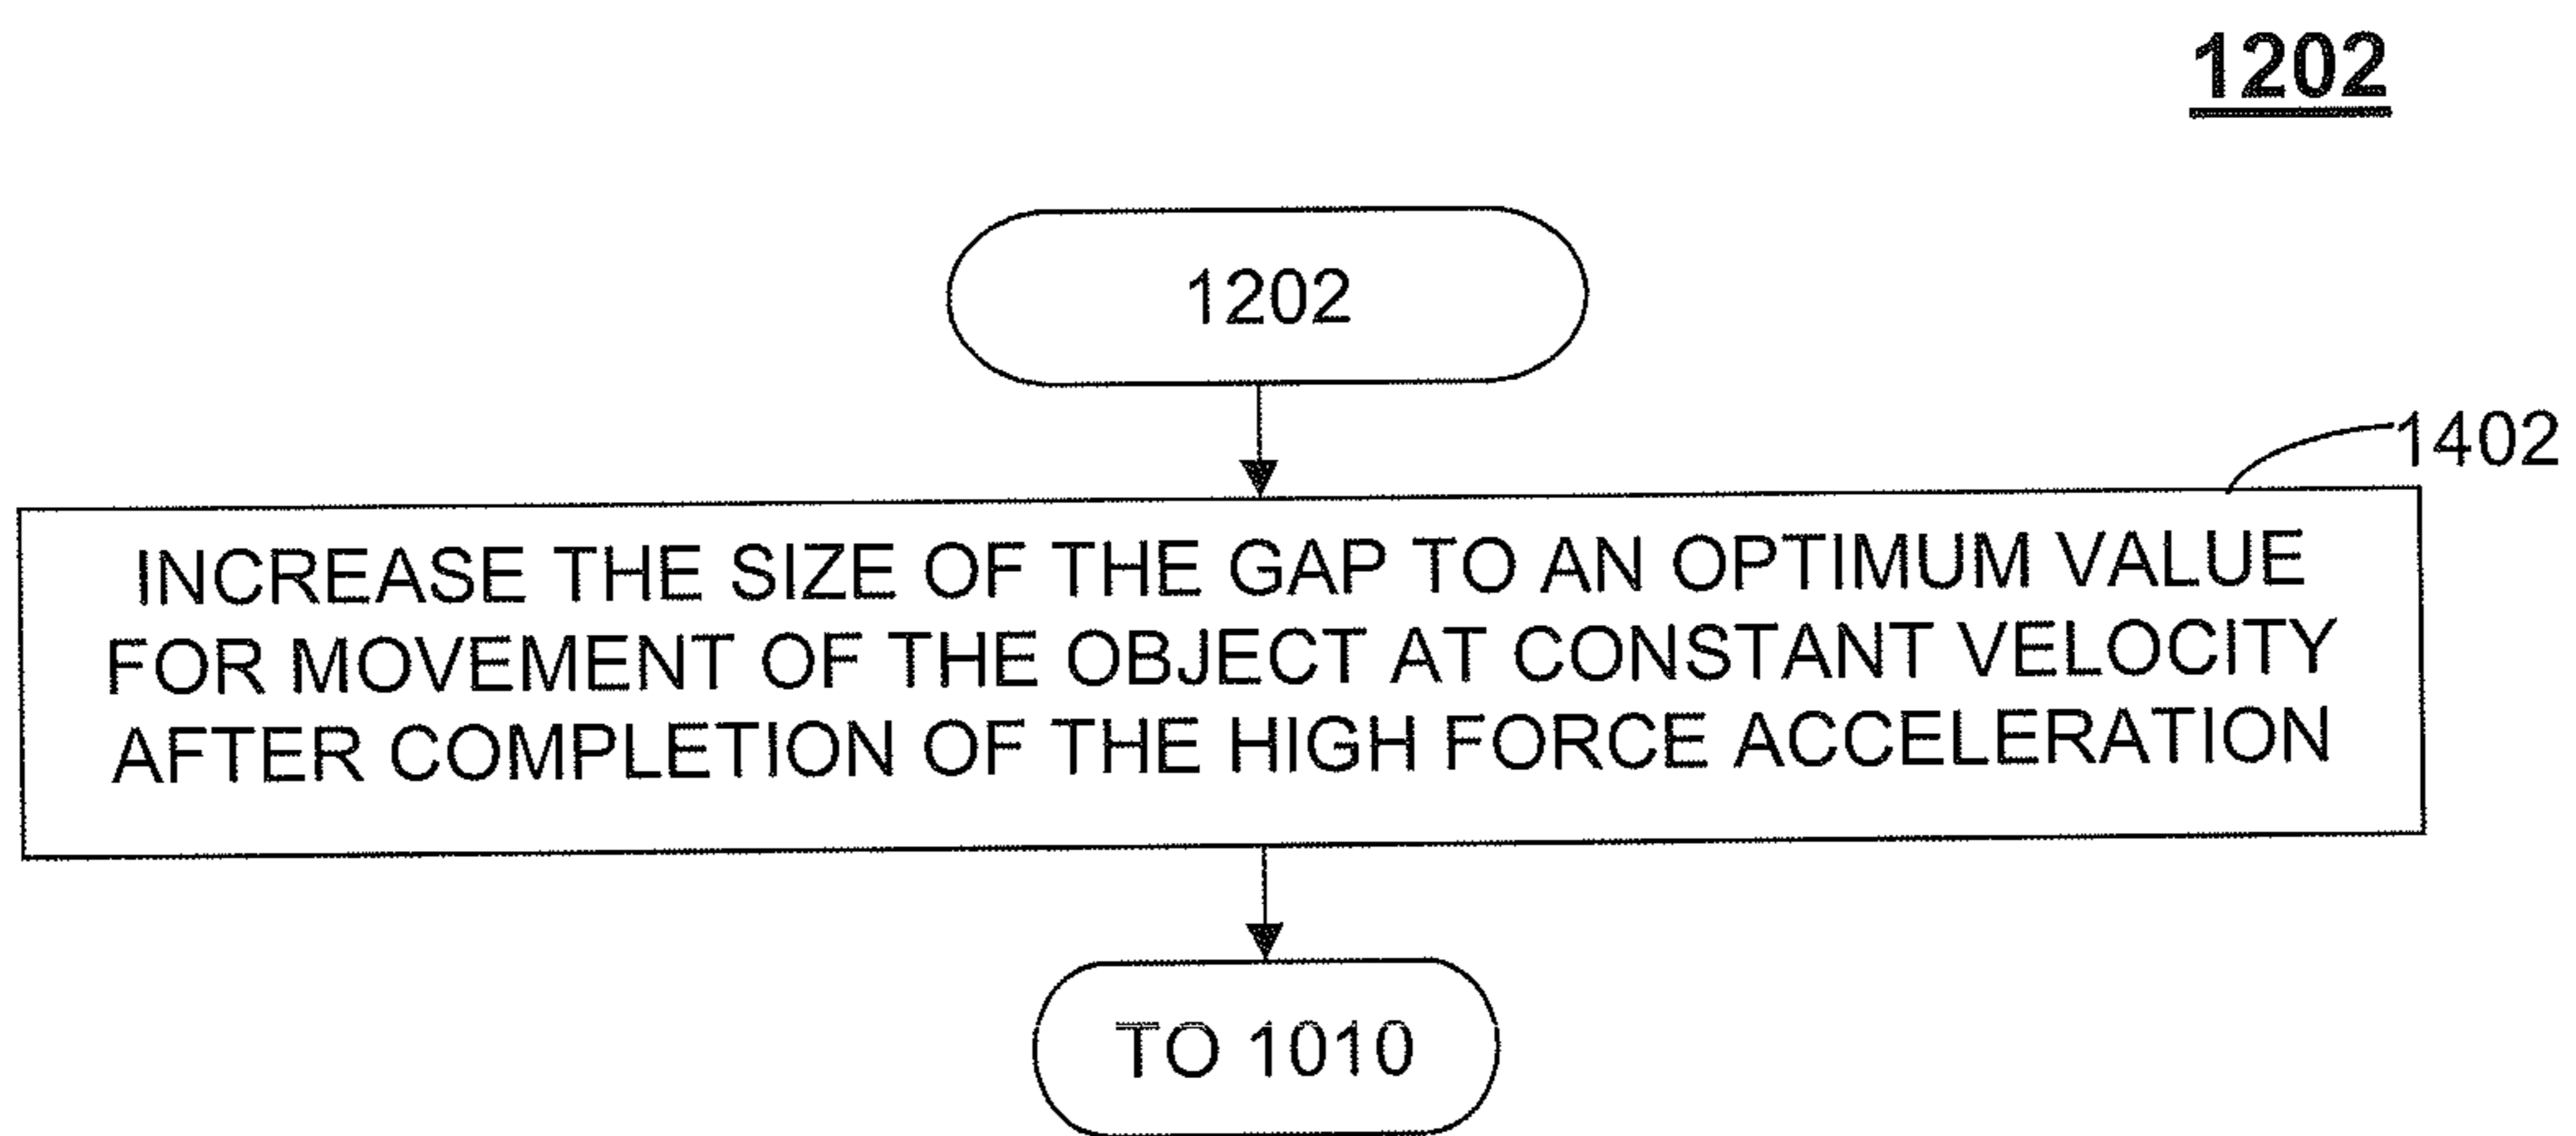 1202
1202
1402
INCREASE THE SIZE OF THE GAP TO AN OPTIMUM VALUE
FOR MOVEMENT OF THE OBJECT AT CONSTANT VELOCITY
AFTER COMPLETION OF THE HIGH FORCE ACCELERATION
TO 1010